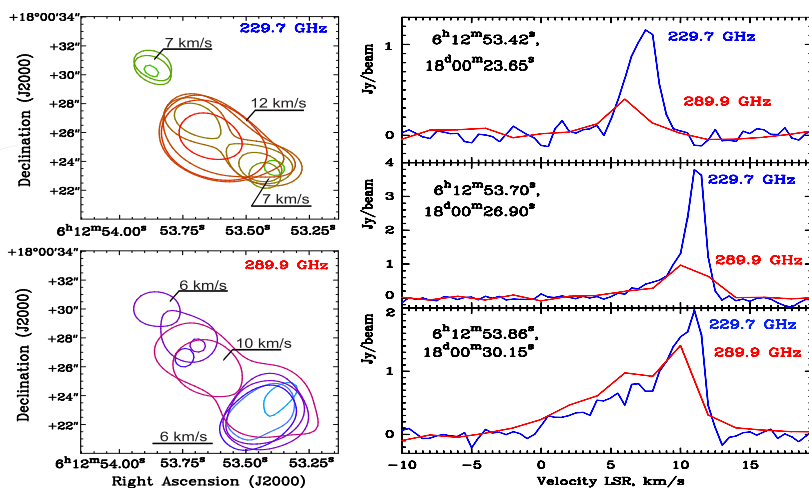 +18°00′34″
229.7 GHz
7 km/s
+32″
+30″
+28″
12 km/s
+26″
+24″
+22″
7 km/s
Declination (J2000)
6ʰ12ᵐ54.00ˢ 53.75ˢ 53.50ˢ 53.25ˢ
+18°00′34″
289.9 GHz
6 km/s
+32″
+30″
+28″
10 km/s
+26″
+24″
+22″
6 km/s
Declination (J2000)
6ʰ12ᵐ54.00ˢ 53.75ˢ 53.50ˢ 53.25ˢ
Right Ascension (J2000)
6ʰ12ᵐ53.42ˢ,
18ᵈ00ᵐ23.65ˢ
229.7 GHz
289.9 GHz
1
0
Jy/beam
6ʰ12ᵐ53.70ˢ,
18ᵈ00ᵐ26.90ˢ
229.7 GHz
289.9 GHz
4
2
0
Jy/beam
6ʰ12ᵐ53.86ˢ,
18ᵈ00ᵐ30.15ˢ
229.7 GHz
289.9 GHz
2
1
0
Jy/beam
-10 -5 0 5 10 15
Velocity LSR, km/s